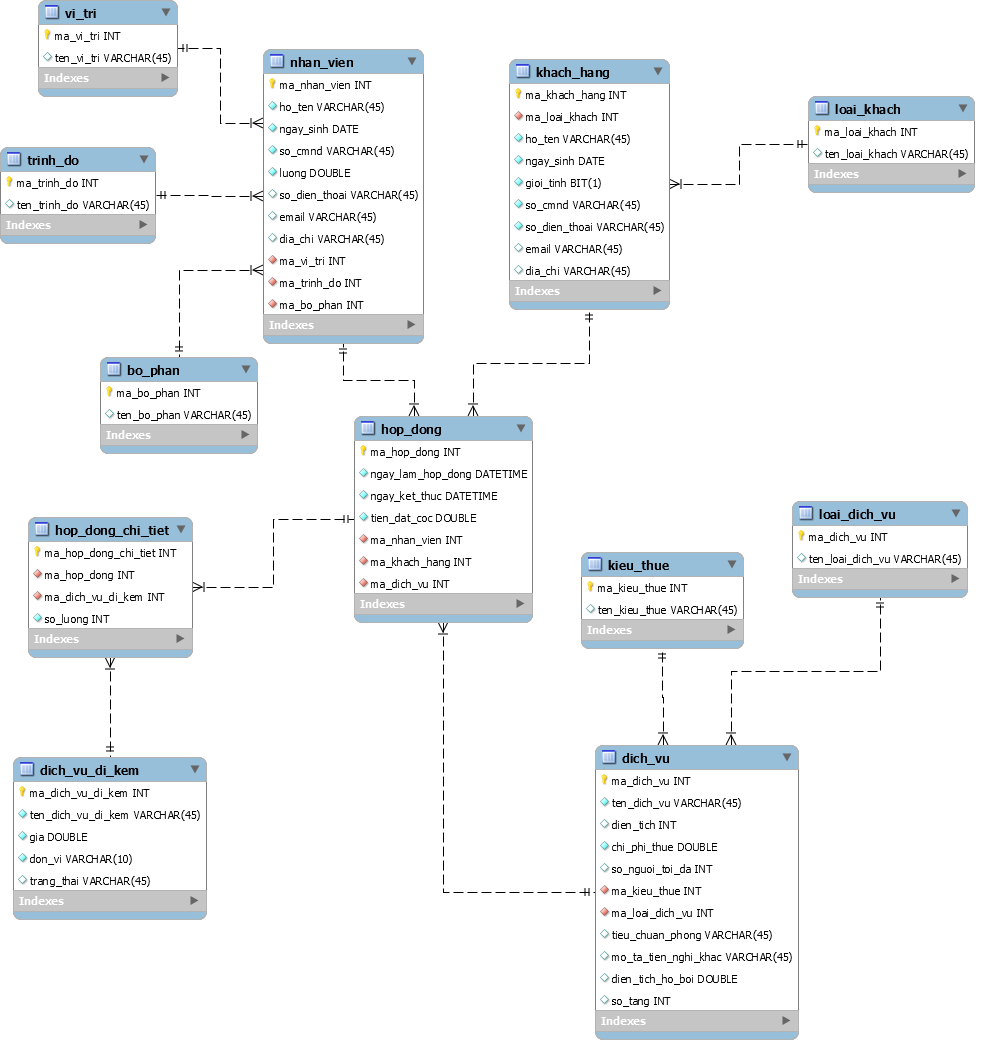 vi_tri
ma_vi_tri INT
ten_vi_tri VARCHAR(45)
Indexes
trinh_do
ma_trinh_do INT
ten_trinh_do VARCHAR(45)
Indexes
bo_phan
ma_bo_phan INT
ten_bo_phan VARCHAR(45)
Indexes
nhan_vien
ma_nhan_vien INT
ho_ten VARCHAR(45)
ngay_sinh DATE
so_cmnd VARCHAR(45)
luong DOUBLE
so_dien_thoai VARCHAR(45)
email VARCHAR(45)
dia_chi VARCHAR(45)
ma_vi_tri INT
ma_trinh_do INT
ma_bo_phan INT
Indexes
khach_hang
ma_khach_hang INT
ma_loai_khach INT
ho_ten VARCHAR(45)
ngay_sinh DATE
gioi_tinh BIT(1)
so_cmnd VARCHAR(45)
so_dien_thoai VARCHAR(45)
email VARCHAR(45)
dia_chi VARCHAR(45)
Indexes
loai_khach
ma_loai_khach INT
ten_loai_khach VARCHAR(45)
Indexes
hop_dong
ma_hop_dong INT
ngay_lam_hop_dong DATETIME
ngay_ket_thuc DATETIME
tien_dat_coc DOUBLE
ma_nhan_vien INT
ma_khach_hang INT
ma_dich_vu INT
Indexes
hop_dong_chi_tiet
ma_hop_dong_chi_tiet INT
ma_hop_dong INT
ma_dich_vu_di_kem INT
so_luong INT
Indexes
dich_vu_di_kem
ma_dich_vu_di_kem INT
ten_dich_vu_di_kem VARCHAR(45)
gia DOUBLE
don_vi VARCHAR(10)
trang_thai VARCHAR(45)
Indexes
kieu_thue
ma_kieu_thue INT
ten_kieu_thue VARCHAR(45)
Indexes
loai_dich_vu
ma_dich_vu INT
ten_loai_dich_vu VARCHAR(45)
Indexes
dich_vu
ma_dich_vu INT
ten_dich_vu VARCHAR(45)
dien_tich INT
chi_phi_thue DOUBLE
so_nguoi_toi_da INT
ma_kieu_thue INT
ma_loai_dich_vu INT
tieu_chuan_phong VARCHAR(45)
mo_ta_tien_nghi_khac VARCHAR(45)
dien_tich_ho_boi DOUBLE
so_tang INT
Indexes